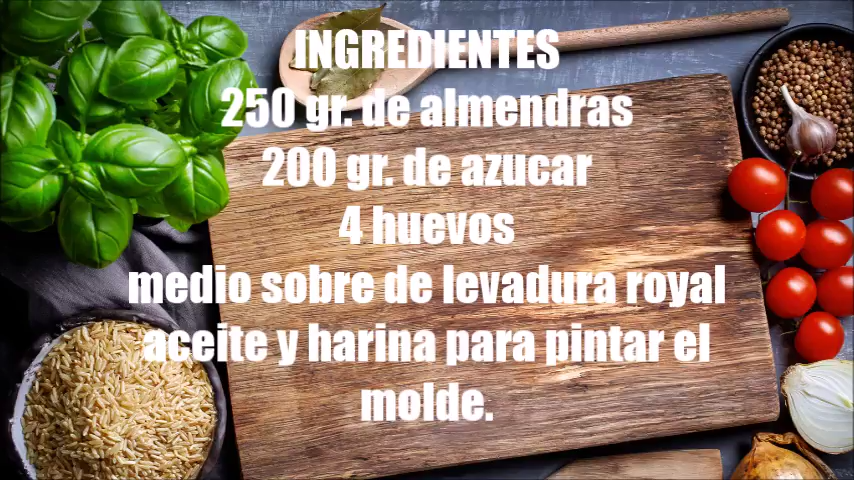 INGREDIENTES
250 gr. de almendras
200 gr. de azucar
4 huevos
medio sobre de levadura royal
aceite y harina para pintar el
molde.